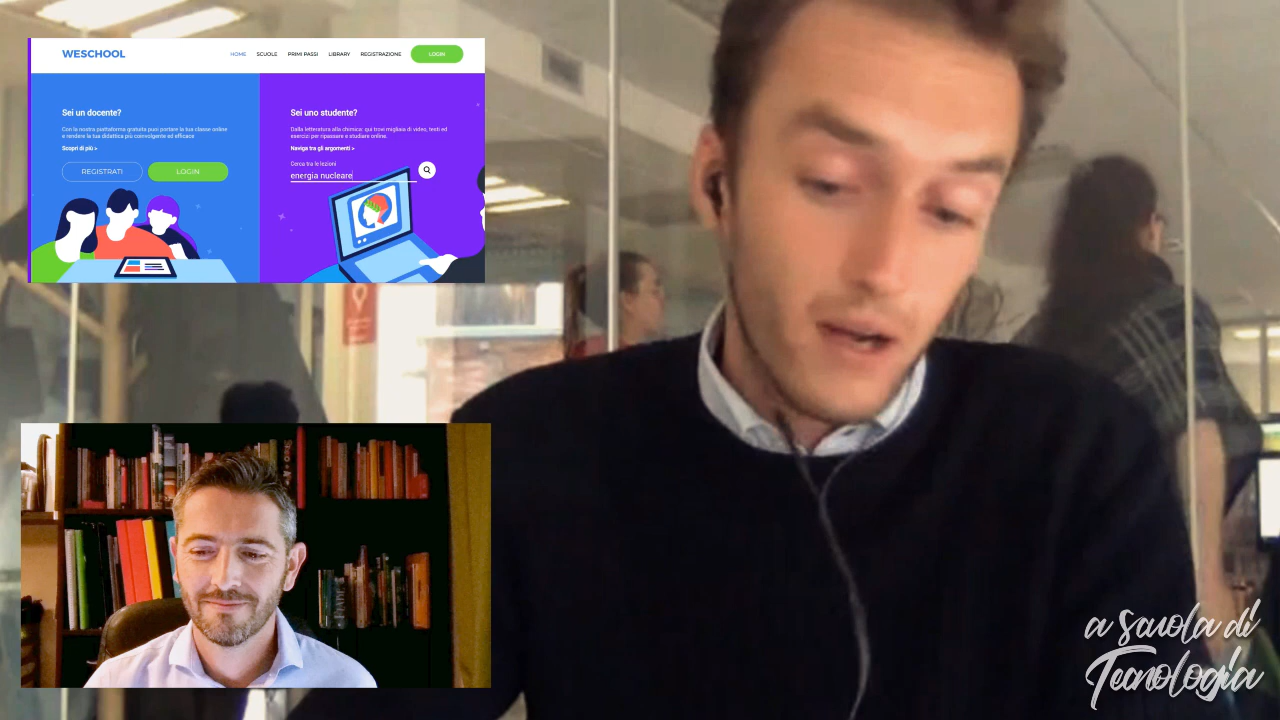 WESCHOOL
HOME SCUOLE PRIMI PASSI LIBRARY REGISTRAZIONE LOGIN
Sei un docente?
Con la nostra piattaforma gratuita puoi portare la tua classe online
e rendere la tua didattica più coinvolgente ed efficace
Scopri di più >
REGISTRATI LOGIN
Sei uno studente?
Dalla letteratura alla chimica: qui trovi migliaia di video, testi ed
esercizi per ripassare e studiare online.
Naviga tra gli argomenti >
Cerca tra le lezioni
energia nucleare
a scuola di
Tecnologia